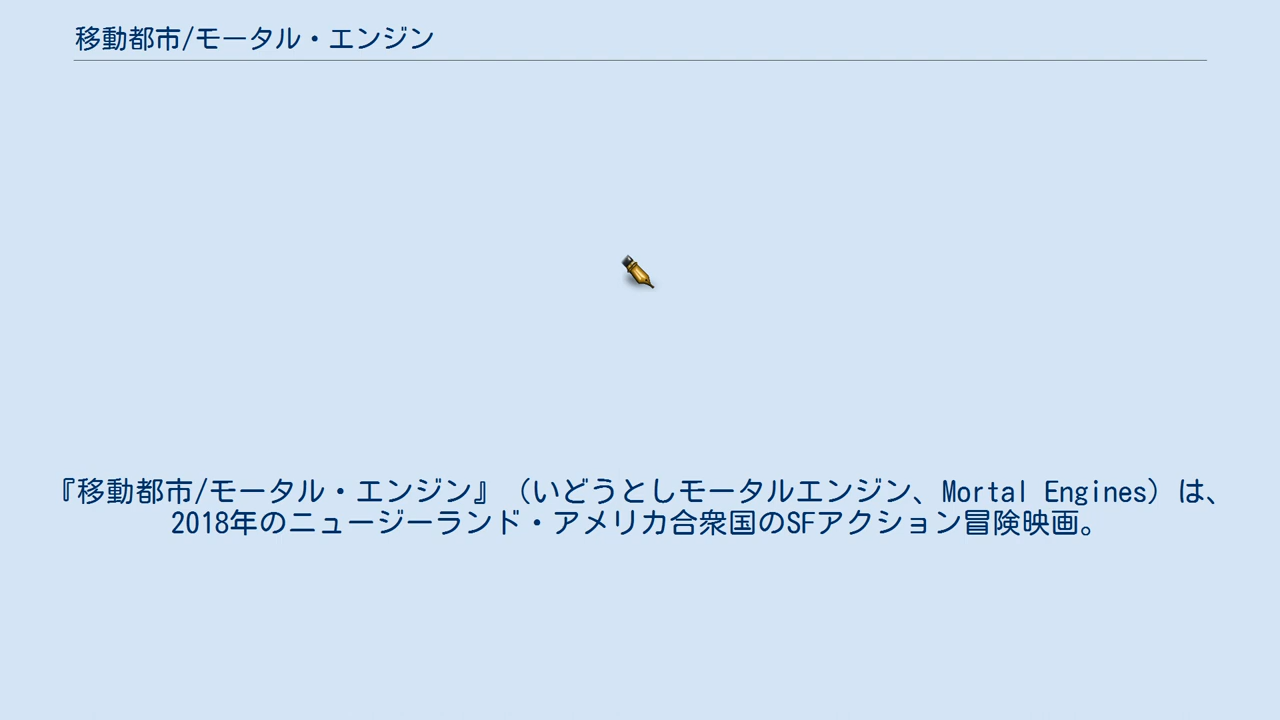 移動都市/モータル・エンジン
『移動都市/モータル・エンジン』（いどうとしモータルエンジン、Mortal Engines）は、
2018年のニュージーランド・アメリカ合衆国のSFアクション冒険映画。